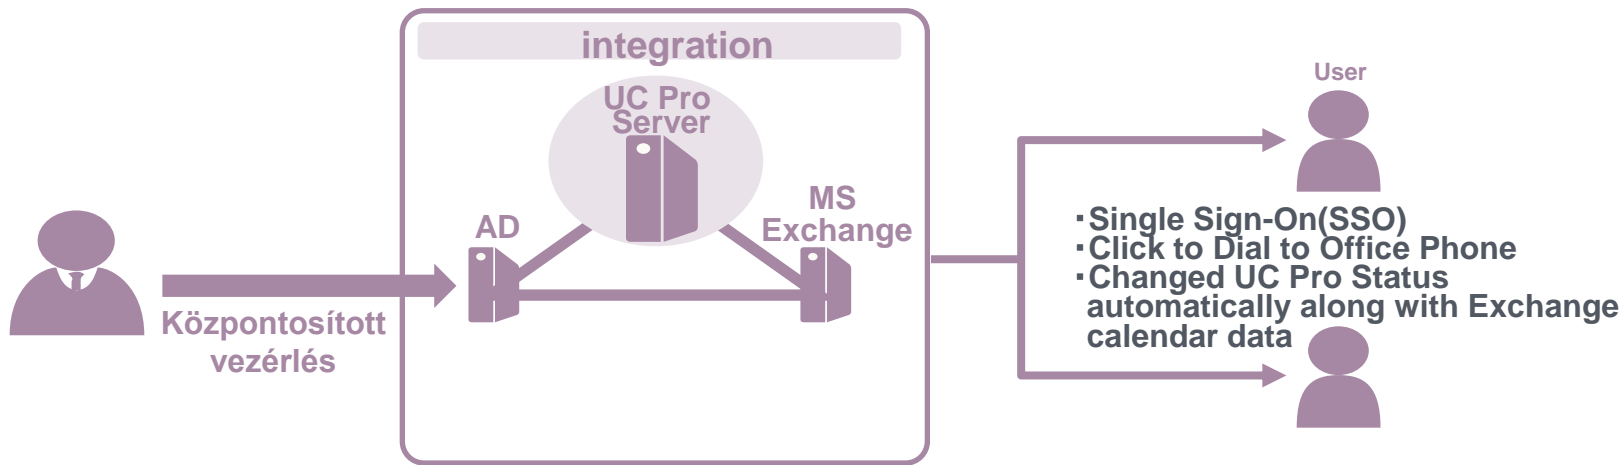 integration
UC Pro
Server
AD
MS
Exchange
Központosított
vezérlés
User
・Single Sign-On(SSO)
・Click to Dial to Office Phone
・Changed UC Pro Status
automatically along with Exchange
calendar data